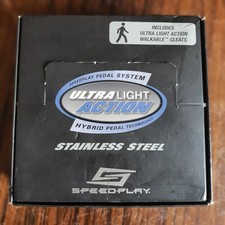 INCLUDES
ULTRA LIGHT ACTION
WALKABLE™ CLEATS
SPEEDPLAY PEDAL SYSTEM
ULTRA LIGHT
ACTION
HYBRID PEDAL TECHNOLOGY
STAINLESS STEEL
SPEEDPLAY